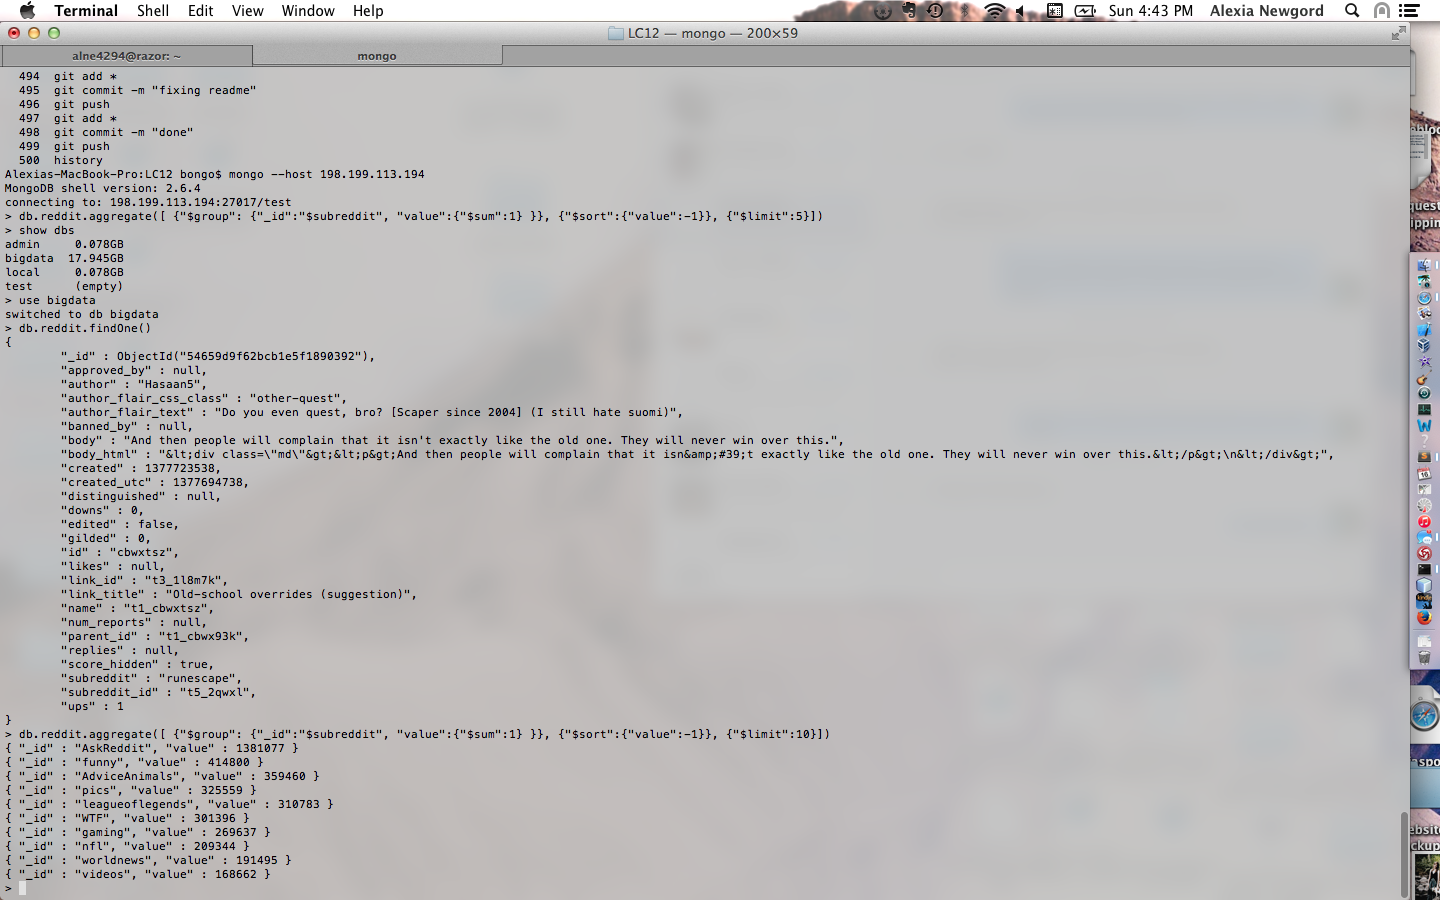 Terminal Shell Edit View Window Help Sun 4:43 PM Alexia Newgord
LC12 — mongo — 200×59
alne4294@razor: ~ mongo
494 git add *
495 git commit -m "fixing readme"
496 git push
497 git add *
498 git commit -m "done"
499 git push
500 history
Alexias-MacBook-Pro:LC12 bongo$ mongo --host 198.199.113.194
MongoDB shell version: 2.6.4
connecting to: 198.199.113.194:27017/test
> db.reddit.aggregate([ {"$group": {"_id":"$subreddit", "value":{"$sum":1} }}, {"$sort":{"value":-1}}, {"$limit":5}])
> show dbs
admin 0.078GB
bigdata 17.945GB
local 0.078GB
test (empty)
> use bigdata
switched to db bigdata
> db.reddit.findOne()
{
"_id" : ObjectId("54659d9f62bcb1e5f1890392"),
"approved_by" : null,
"author" : "Hasaan5",
"author_flair_css_class" : "other-quest",
"author_flair_text" : "Do you even quest, bro? [Scaper since 2004] (I still hate suomi)",
"banned_by" : null,
"body" : "And then people will complain that it isn't exactly like the old one. They will never win over this.",
"body_html" : "&lt;div class=\"md\"&gt;&lt;p&gt;And then people will complain that it isn&amp;#39;t exactly like the old one. They will never win over this.&lt;/p&gt;\n&lt;/div&gt;",
"created" : 1377723538,
"created_utc" : 1377694738,
"distinguished" : null,
"downs" : 0,
"edited" : false,
"gilded" : 0,
"id" : "cbwxtsz",
"likes" : null,
"link_id" : "t3_1l8m7k",
"link_title" : "Old-school overrides (suggestion)",
"name" : "t1_cbwxtsz",
"num_reports" : null,
"parent_id" : "t1_cbwx93k",
"replies" : null,
"score_hidden" : true,
"subreddit" : "runescape",
"subreddit_id" : "t5_2qwxl",
"ups" : 1
}
> db.reddit.aggregate([ {"$group": {"_id":"$subreddit", "value":{"$sum":1} }}, {"$sort":{"value":-1}}, {"$limit":10}])
{ "_id" : "AskReddit", "value" : 1381077 }
{ "_id" : "funny", "value" : 414800 }
{ "_id" : "AdviceAnimals", "value" : 359460 }
{ "_id" : "pics", "value" : 325559 }
{ "_id" : "leagueoflegends", "value" : 310783 }
{ "_id" : "WTF", "value" : 301396 }
{ "_id" : "gaming", "value" : 269637 }
{ "_id" : "nfl", "value" : 209344 }
{ "_id" : "worldnews", "value" : 191495 }
{ "_id" : "videos", "value" : 168662 }
>